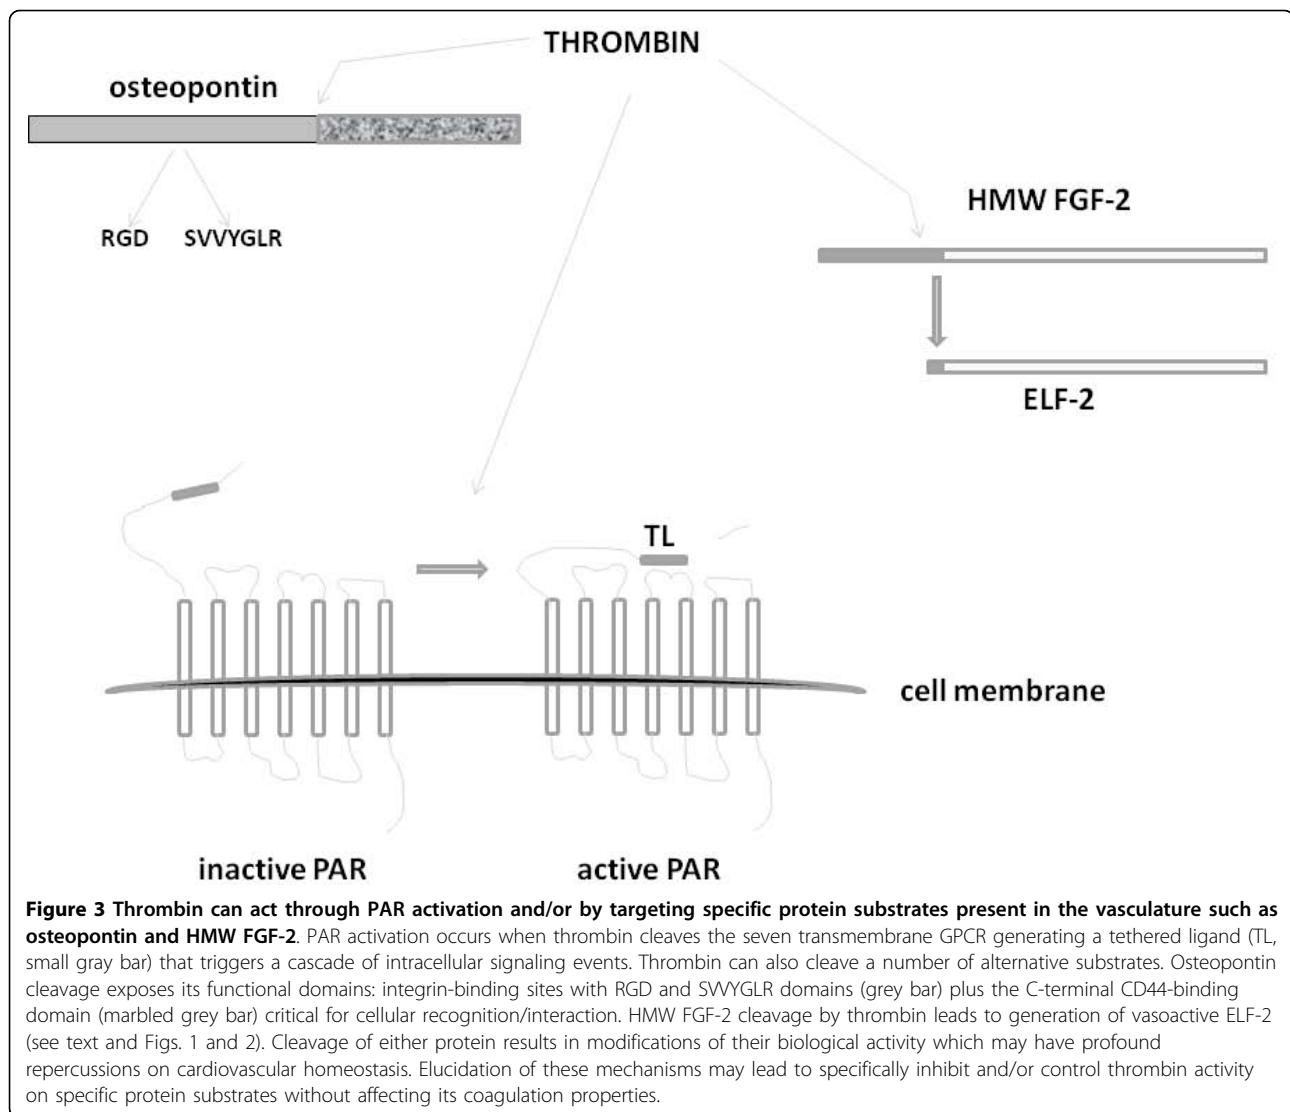 THROMBIN
osteopontin
RGD SVVYGLR
HMW FGF-2
ELF-2
TL
cell membrane
inactive PAR active PAR
Figure 3 Thrombin can act through PAR activation and/or by targeting specific protein substrates present in the vasculature such as
osteopontin and HMW FGF-2. PAR activation occurs when thrombin cleaves the seven transmembrane GPCR generating a tethered ligand (TL,
small gray bar) that triggers a cascade of intracellular signaling events. Thrombin can also cleave a number of alternative substrates. Osteopontin
cleavage exposes its functional domains: integrin-binding sites with RGD and SVVYGLR domains (grey bar) plus the C-terminal CD44-binding
domain (marbled grey bar) critical for cellular recognition/interaction. HMW FGF-2 cleavage by thrombin leads to generation of vasoactive ELF-2
(see text and Figs. 1 and 2). Cleavage of either protein results in modifications of their biological activity which may have profound
repercussions on cardiovascular homeostasis. Elucidation of these mechanisms may lead to specifically inhibit and/or control thrombin activity
on specific protein substrates without affecting its coagulation properties.